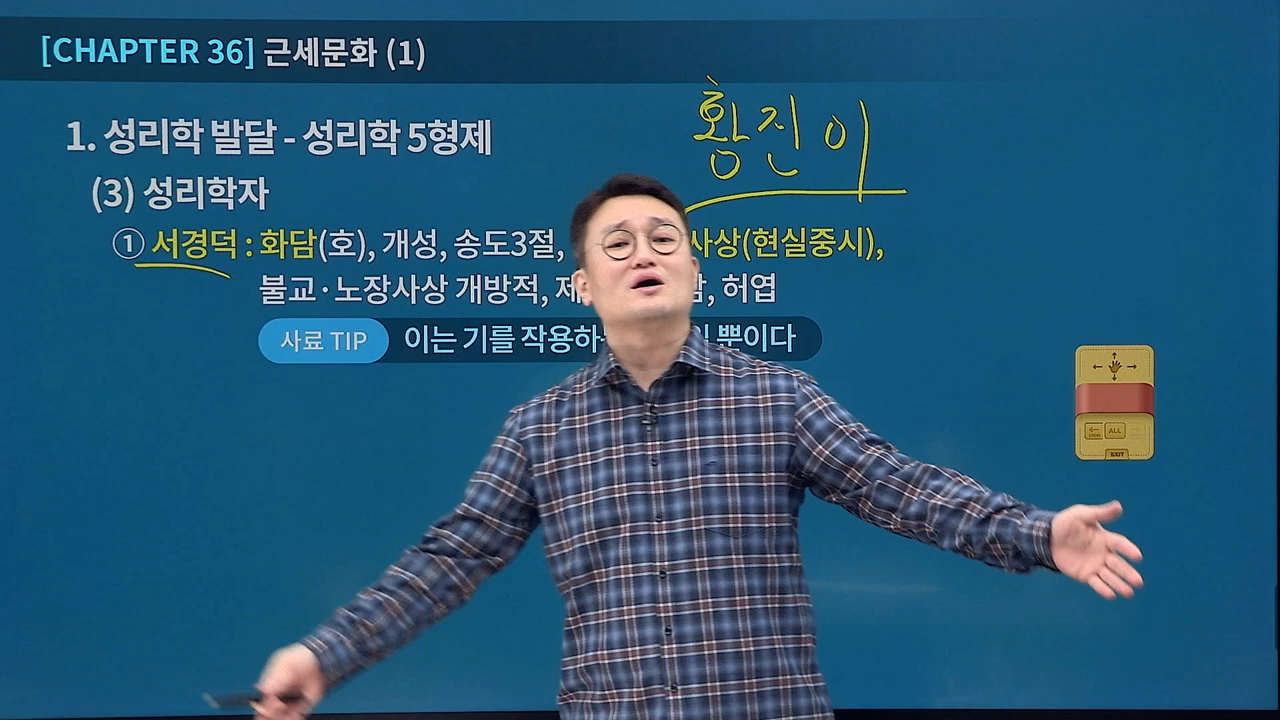 [CHAPTER 36] 근세문화 (1)
황진이
1. 성리학 발달 - 성리학 5형제
(3) 성리학자
① 서경덕 : 화담(호), 개성, 송도3절, 사상(현실중시),
불교·노장사상 개방적, 허엽
사료 TIP 이는 기를 뿐이다
ALL
EXIT